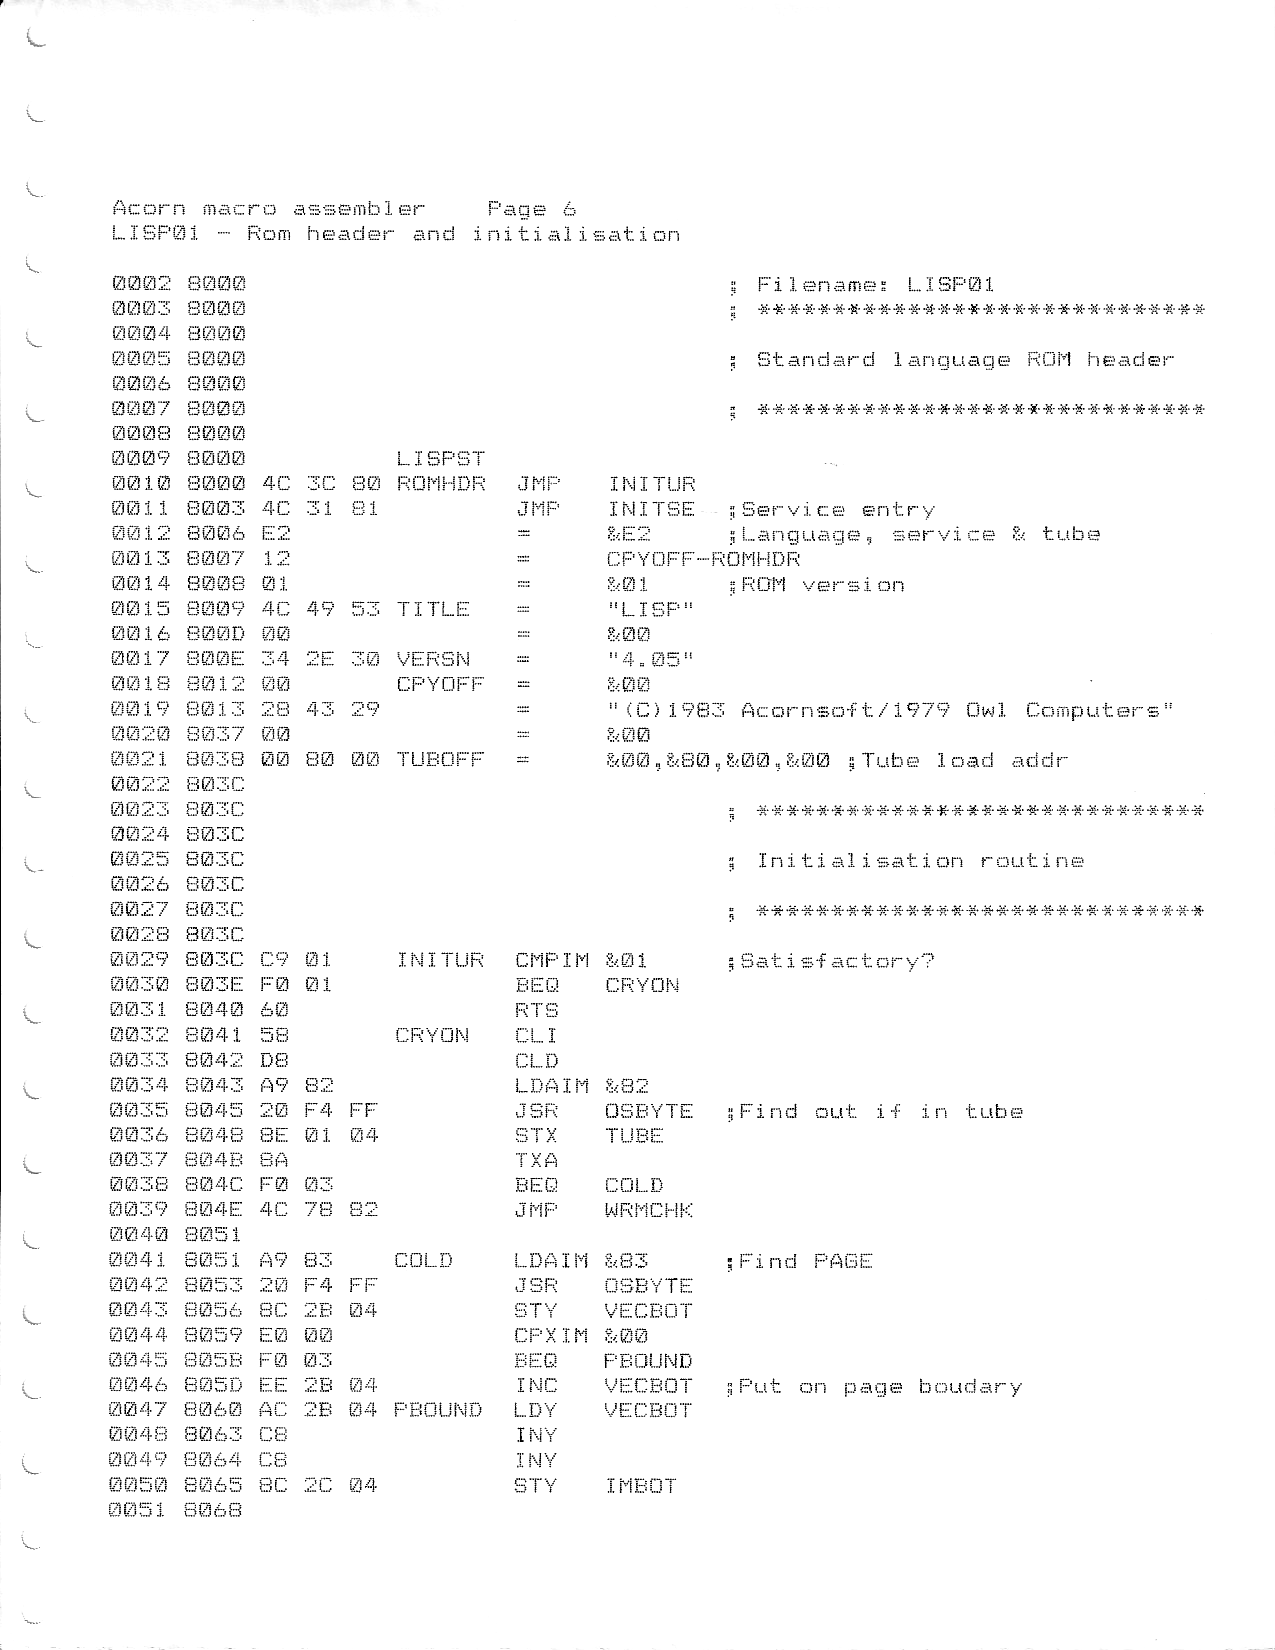 Acorn macro assembler    Page 6
LISP01 - Rom header and initialisation
0002 8000                                ; Filename: LISP01
0003 8000                                ; ******************************
0004 8000
0005 8000                                ; Standard language ROM header
0006 8000
0007 8000                                ; ******************************
0008 8000
0009 8000          LISPST
0010 8000 4C 3C 80 ROMHDR  JMP   INITUR
0011 8003 4C 31 81         JMP   INITSE  ;Service entry
0012 8006 E2               =     &E2     ;Language, service & tube
0013 8007 12               =     CPYOFF-ROMHDR
0014 8008 01               =     &01     ;ROM version
0015 8009 4C 49 53 TITLE   =     "LISP"
0016 800D 00               =     &00
0017 800E 34 2E 30 VERSN   =     "4.05"
0018 8012 00       CPYOFF  =     &00
0019 8013 28 43 29         =     "(C)1983 Acornsoft/1979 Owl Computers"
0020 8037 00               =     &00
0021 8038 00 80 00 TUBOFF  =     &00,&80,&00,&00 ;Tube load addr
0022 803C
0023 803C                                ; ******************************
0024 803C
0025 803C                                ; Initialisation routine
0026 803C
0027 803C                                ; ******************************
0028 803C
0029 803C C9 01    INITUR  CMPIM &01     ;Satisfactory?
0030 803E F0 01            BEQ   CRYON
0031 8040 60               RTS
0032 8041 58       CRYON   CLI
0033 8042 D8               CLD
0034 8043 A9 82            LDAIM &82
0035 8045 20 F4 FF         JSR   OSBYTE  ;Find out if in tube
0036 8048 8E 01 04         STX   TUBE
0037 804B 8A               TXA
0038 804C F0 03            BEQ   COLD
0039 804E 4C 78 82         JMP   WRMCHK
0040 8051
0041 8051 A9 83    COLD    LDAIM &83     ;Find PAGE
0042 8053 20 F4 FF         JSR   OSBYTE
0043 8056 8C 2B 04         STY   VECBOT
0044 8059 E0 00            CPXIM &00
0045 805B F0 03            BEQ   PBOUND
0046 805D EE 2B 04         INC   VECBOT  ;Put on page boudary
0047 8060 AC 2B 04 PBOUND  LDY   VECBOT
0048 8063 C8               INY
0049 8064 C8               INY
0050 8065 8C 2C 04         STY   IMBOT
0051 8068